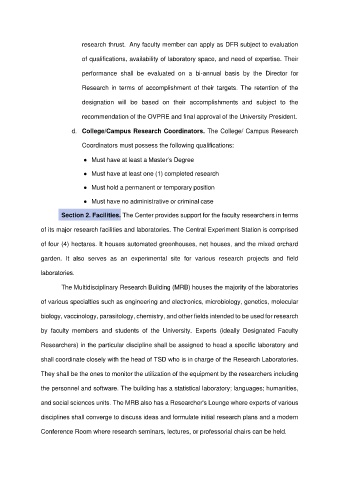 research thrust. Any faculty member can apply as DFR subject to evaluation
of qualifications, availability of laboratory space, and need of expertise. Their
performance shall be evaluated on a bi-annual basis by the Director for
Research in terms of accomplishment of their targets. The retention of the
designation will be based on their accomplishments and subject to the
recommendation of the OVPRE and final approval of the University President.
d. College/Campus Research Coordinators. The College/ Campus Research
Coordinators must possess the following qualifications:
● Must have at least a Master's Degree
● Must have at least one (1) completed research
● Must hold a permanent or temporary position
● Must have no administrative or criminal case
Section 2. Facilities. The Center provides support for the faculty researchers in terms
of its major research facilities and laboratories. The Central Experiment Station is comprised
of four (4) hectares. It houses automated greenhouses, net houses, and the mixed orchard
garden. It also serves as an experimental site for various research projects and field
laboratories.
The Multidisciplinary Research Building (MRB) houses the majority of the laboratories
of various specialties such as engineering and electronics, microbiology, genetics, molecular
biology, vaccinology, parasitology, chemistry, and other fields intended to be used for research
by faculty members and students of the University. Experts (ideally Designated Faculty
Researchers) in the particular discipline shall be assigned to head a specific laboratory and
shall coordinate closely with the head of TSD who is in charge of the Research Laboratories.
They shall be the ones to monitor the utilization of the equipment by the researchers including
the personnel and software. The building has a statistical laboratory; languages; humanities,
and social sciences units. The MRB also has a Researcher's Lounge where experts of various
disciplines shall converge to discuss ideas and formulate initial research plans and a modern
Conference Room where research seminars, lectures, or professorial chairs can be held.